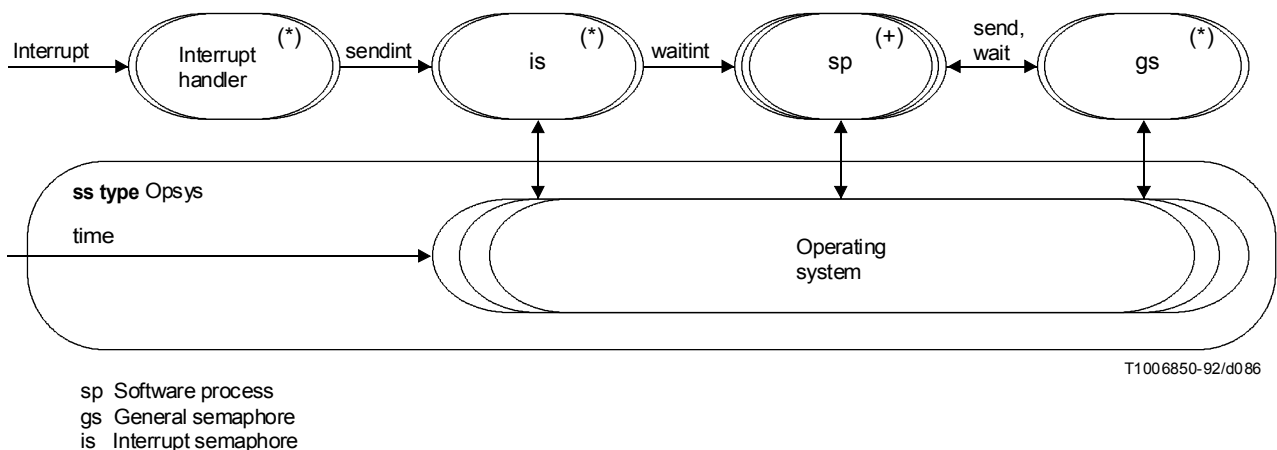 Interrupt
Interrupt
handler
(*)
sendint
is
(*)
waitint
sp
(+)
send,
wait
gs
(*)
ss type Opsys
time
Operating
system
T1006850-92/d086
sp Software process
gs General semaphore
is Interrupt semaphore